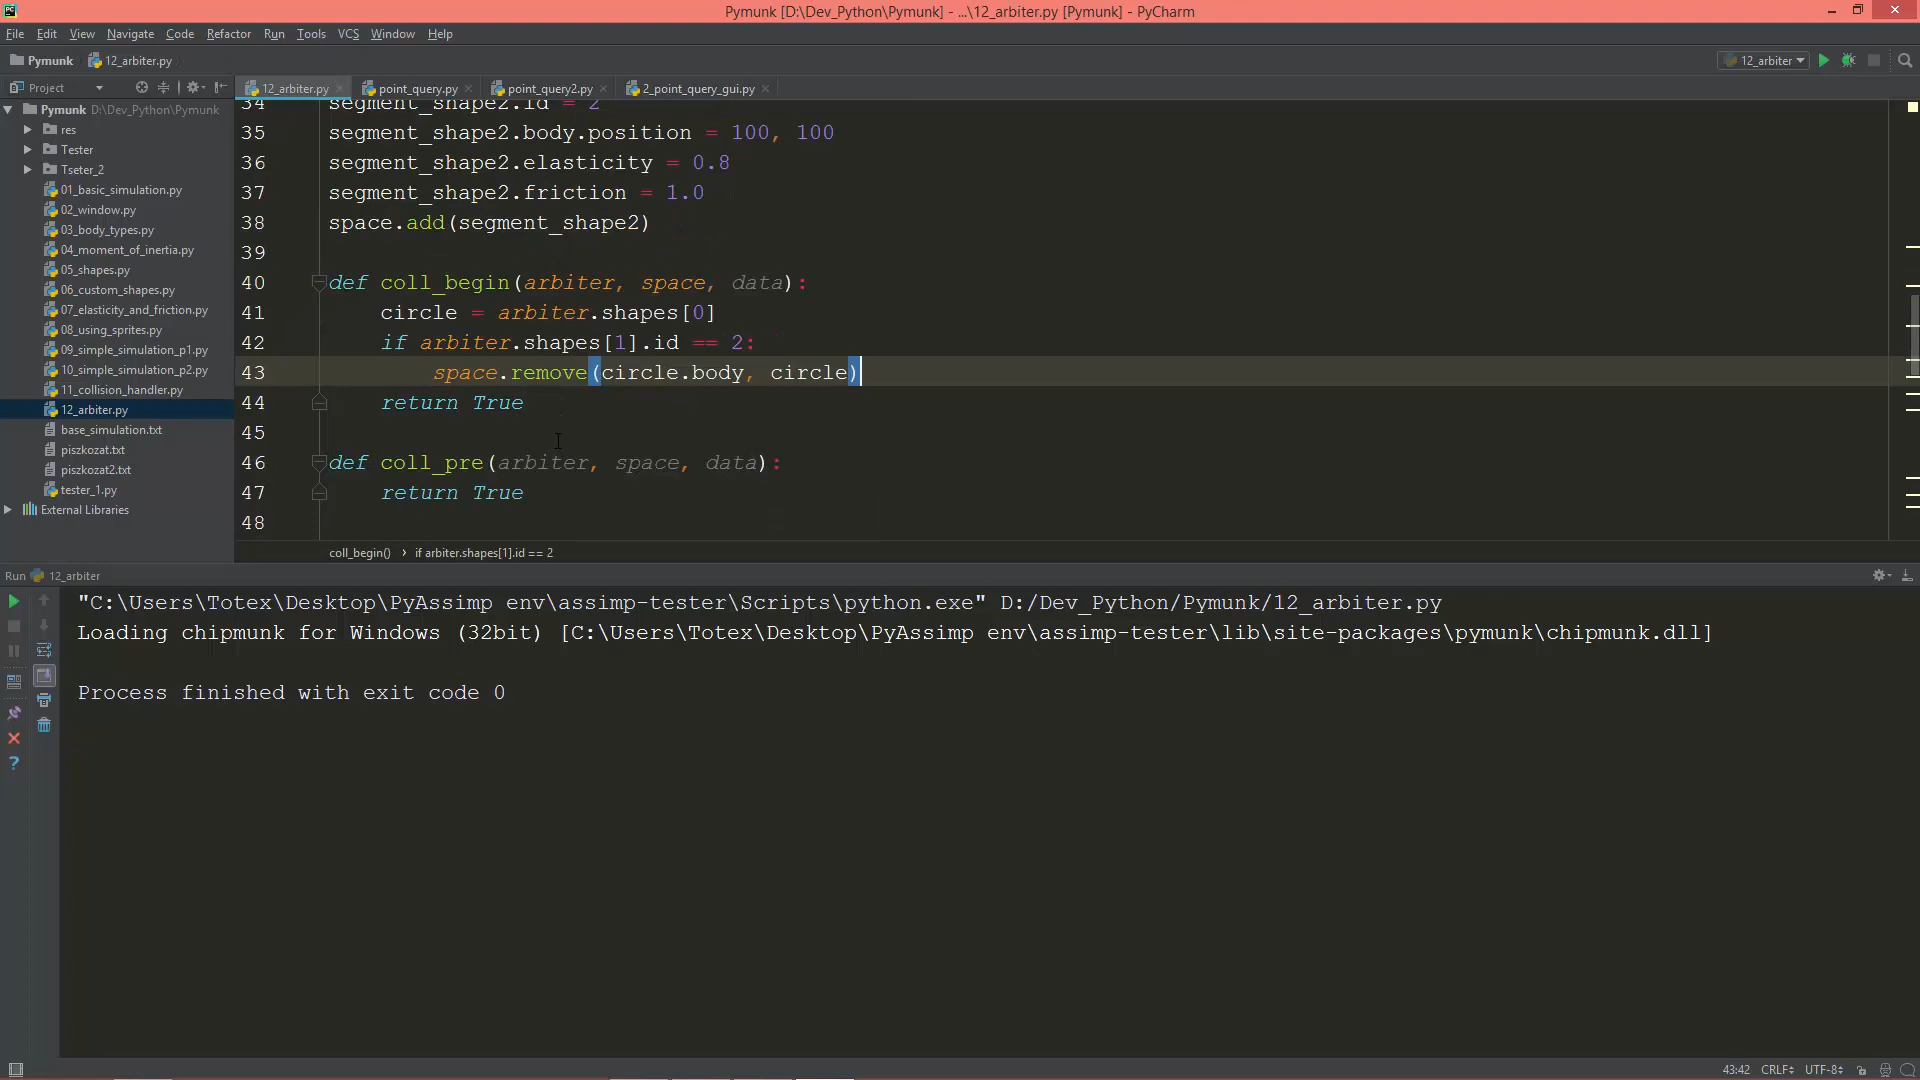 Pymunk [D:\Dev_Python\Pymunk] - ...\12_arbiter.py [Pymunk] - PyCharm
File Edit View Navigate Code Refactor Run Tools VCS Window Help
Pymunk 12_arbiter.py
12_arbiter
Project
12_arbiter.py point_query.py point_query2.py 2_point_query_gui.py
Pymunk D:\Dev_Python\Pymunk
res
Tester
Tseter_2
01_basic_simulation.py
02_window.py
03_body_types.py
04_moment_of_inertia.py
05_shapes.py
06_custom_shapes.py
07_elasticity_and_friction.py
08_using_sprites.py
09_simple_simulation_p1.py
10_simple_simulation_p2.py
11_collision_handler.py
12_arbiter.py
base_simulation.txt
piszkozat.txt
piszkozat2.txt
tester_1.py
External Libraries
34 segment_shape2.id = 2
35 segment_shape2.body.position = 100, 100
36 segment_shape2.elasticity = 0.8
37 segment_shape2.friction = 1.0
38 space.add(segment_shape2)
39
40 def coll_begin(arbiter, space, data):
41 circle = arbiter.shapes[0]
42 if arbiter.shapes[1].id == 2:
43 space.remove(circle.body, circle)
44 return True
45
46 def coll_pre(arbiter, space, data):
47 return True
48
coll_begin() › if arbiter.shapes[1].id == 2
Run 12_arbiter
"C:\Users\Totex\Desktop\PyAssimp env\assimp-tester\Scripts\python.exe" D:/Dev_Python/Pymunk/12_arbiter.py
Loading chipmunk for Windows (32bit) [C:\Users\Totex\Desktop\PyAssimp env\assimp-tester\lib\site-packages\pymunk\chipmunk.dll]
Process finished with exit code 0
43:42 CRLF UTF-8